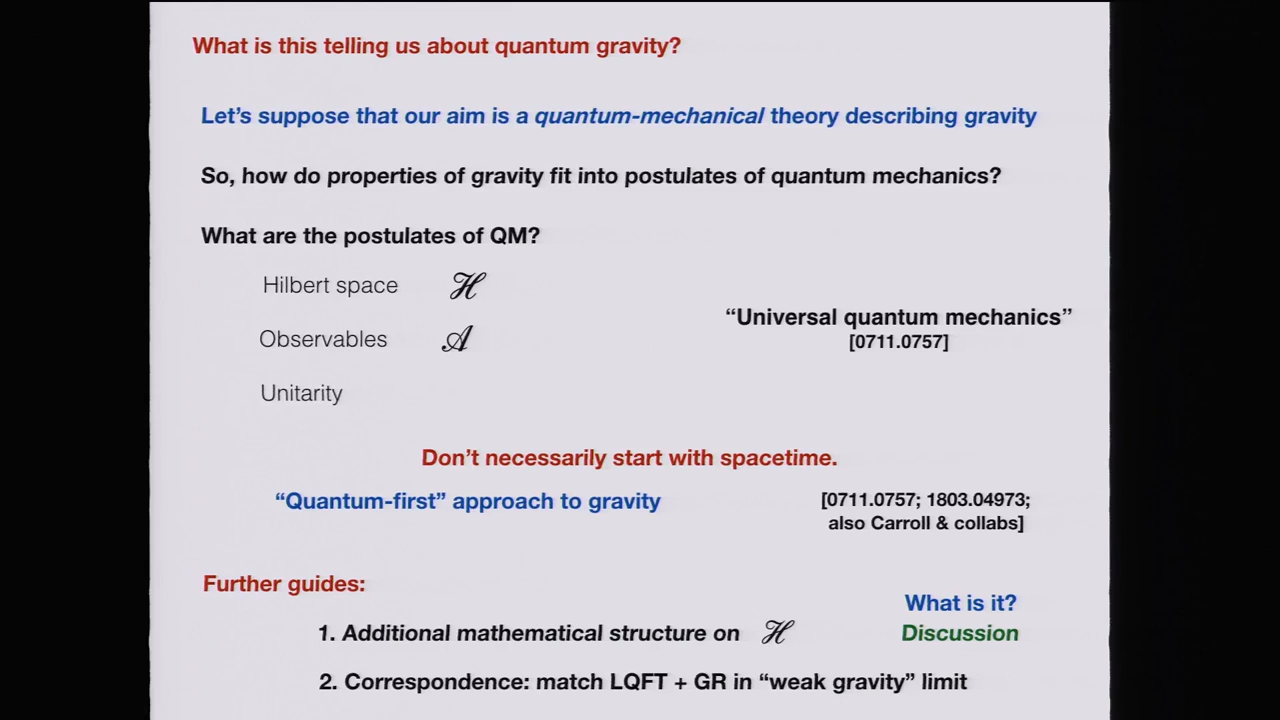 What is this telling us about quantum gravity?
Let's suppose that our aim is a quantum-mechanical theory describing gravity
So, how do properties of gravity fit into postulates of quantum mechanics?
What are the postulates of QM?
Hilbert space ℋ
Observables 𝒜
“Universal quantum mechanics”
[0711.0757]
Unitarity
Don't necessarily start with spacetime.
“Quantum-first” approach to gravity
[0711.0757; 1803.04973;
also Carroll & collabs]
Further guides:
What is it?
1. Additional mathematical structure on ℋ
Discussion
2. Correspondence: match LQFT + GR in “weak gravity” limit